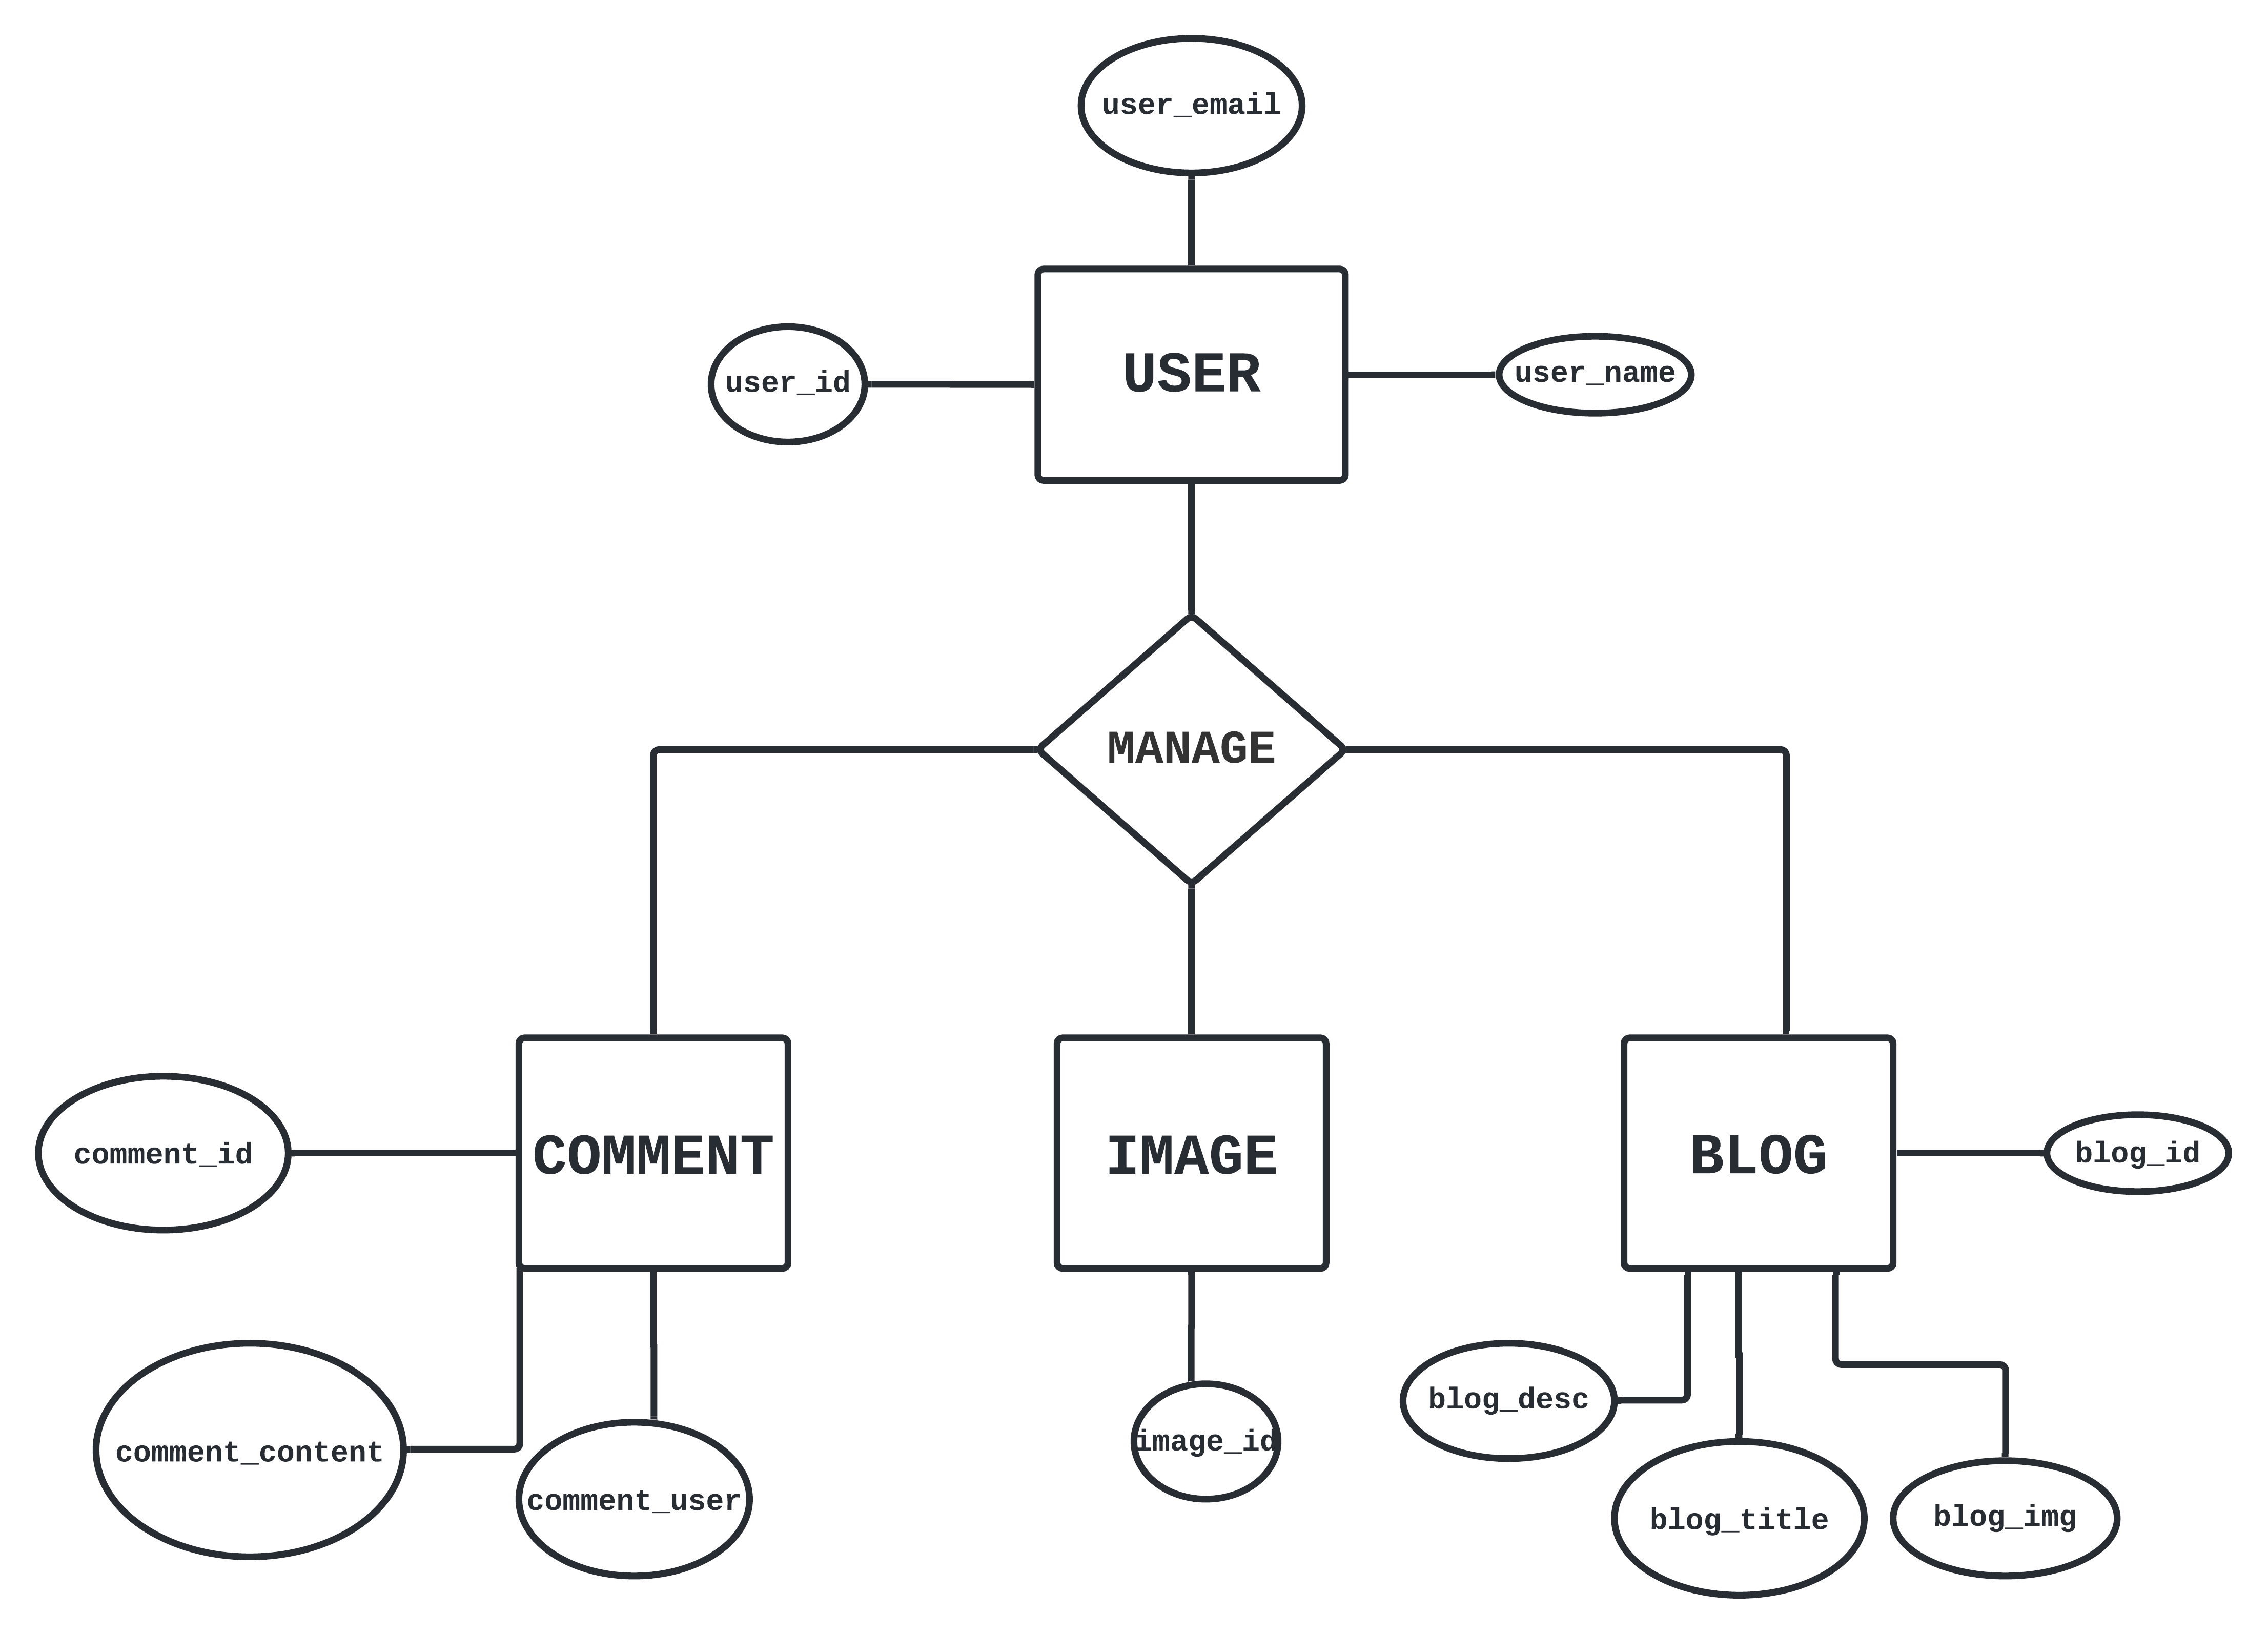 user_email
user_id
USER
user_name
MANAGE
comment_id
COMMENT
IMAGE
BLOG
blog_id
comment_content
comment_user
image_id
blog_desc
blog_title
blog_img